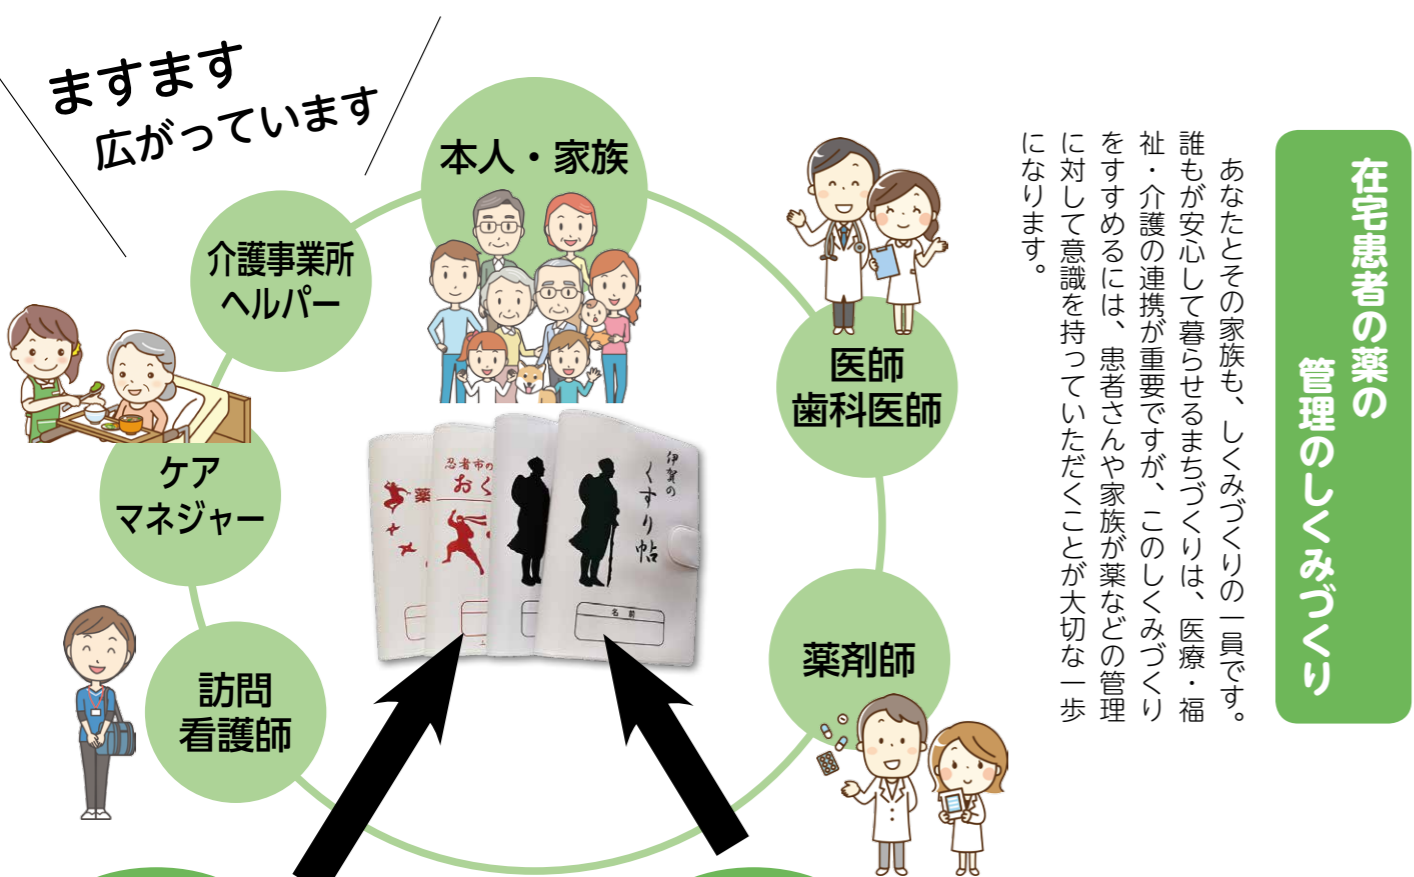 在宅患者の薬の
管理のしくみづくり
あなたとその家族も、しくみづくりの一員です。
誰もが安心して暮らせるまちづくりは、医療・福
祉・介護の連携が重要ですが、このしくみづくり
をすすめるには、患者さんや家族が薬などの管理
に対して意識を持っていただくことが大切な一歩
になります。
ますます
広がっています
本人・家族
医師
歯科医師
薬剤師
訪問
看護師
ケア
マネジャー
介護事業所
ヘルパー
伊賀の
くすり帖
名前
忍者市の
おく
薬